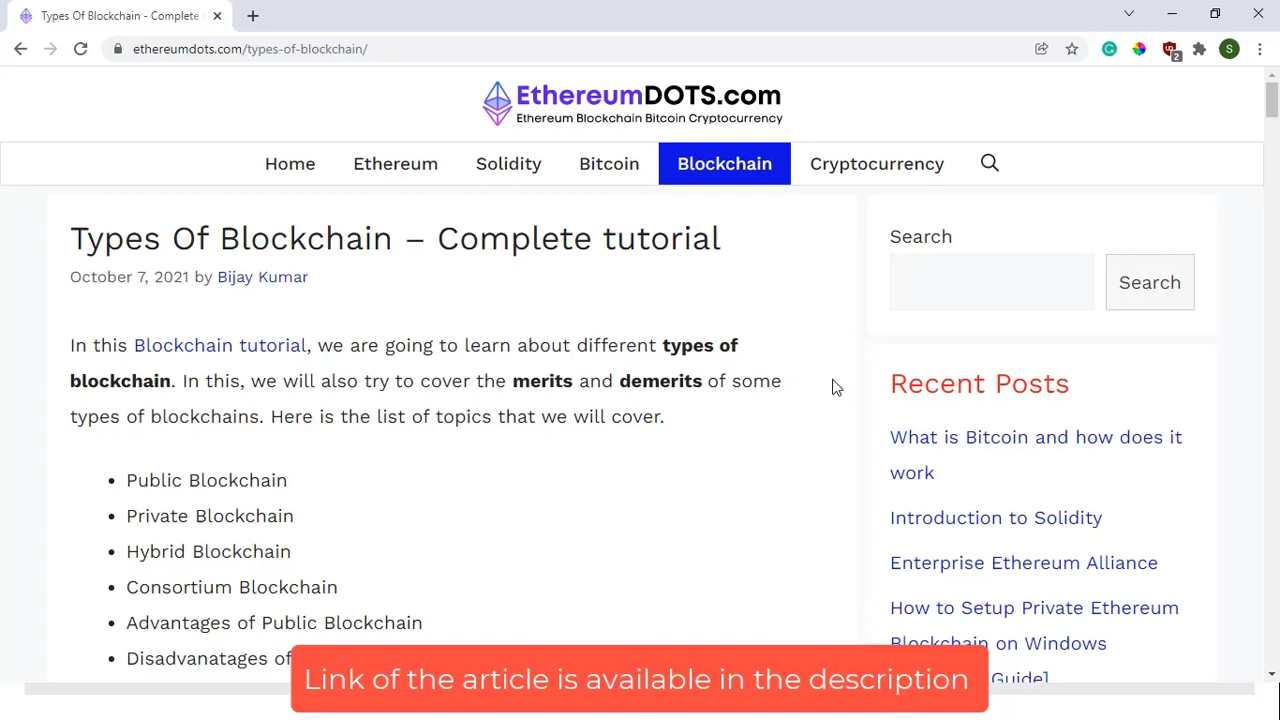 Types Of Blockchain - Complete
ethereumdots.com/types-of-blockchain/
2
S
EthereumDOTS.com
Ethereum Blockchain Bitcoin Cryptocurrency
Home Ethereum Solidity Bitcoin Blockchain Cryptocurrency
Types Of Blockchain – Complete tutorial
October 7, 2021 by Bijay Kumar
In this Blockchain tutorial, we are going to learn about different types of
blockchain. In this, we will also try to cover the merits and demerits of some
types of blockchains. Here is the list of topics that we will cover.
• Public Blockchain
• Private Blockchain
• Hybrid Blockchain
• Consortium Blockchain
• Advantages of Public Blockchain
• Disadvanatages of
Search
Search
Recent Posts
What is Bitcoin and how does it
work
Introduction to Solidity
Enterprise Ethereum Alliance
How to Setup Private Ethereum
Blockchain on Windows
Guide]
Link of the article is available in the description